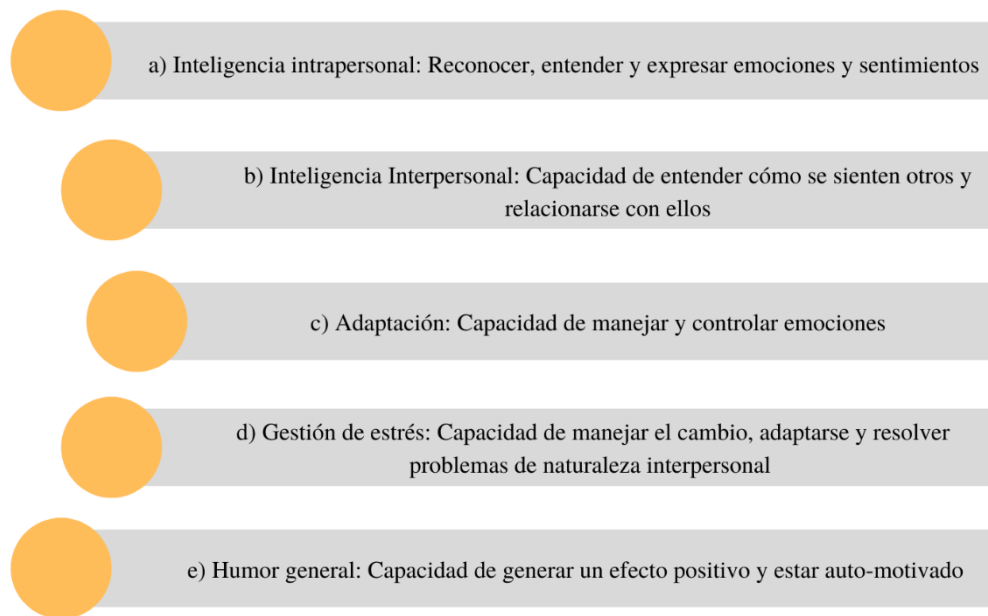 a) Inteligencia intrapersonal: Reconocer, entender y expresar emociones y sentimientos
b) Inteligencia Interpersonal: Capacidad de entender cómo se sienten otros y
relacionarse con ellos
c) Adaptación: Capacidad de manejar y controlar emociones
d) Gestión de estrés: Capacidad de manejar el cambio, adaptarse y resolver
problemas de naturaleza interpersonal
e) Humor general: Capacidad de generar un efecto positivo y estar auto-motivado